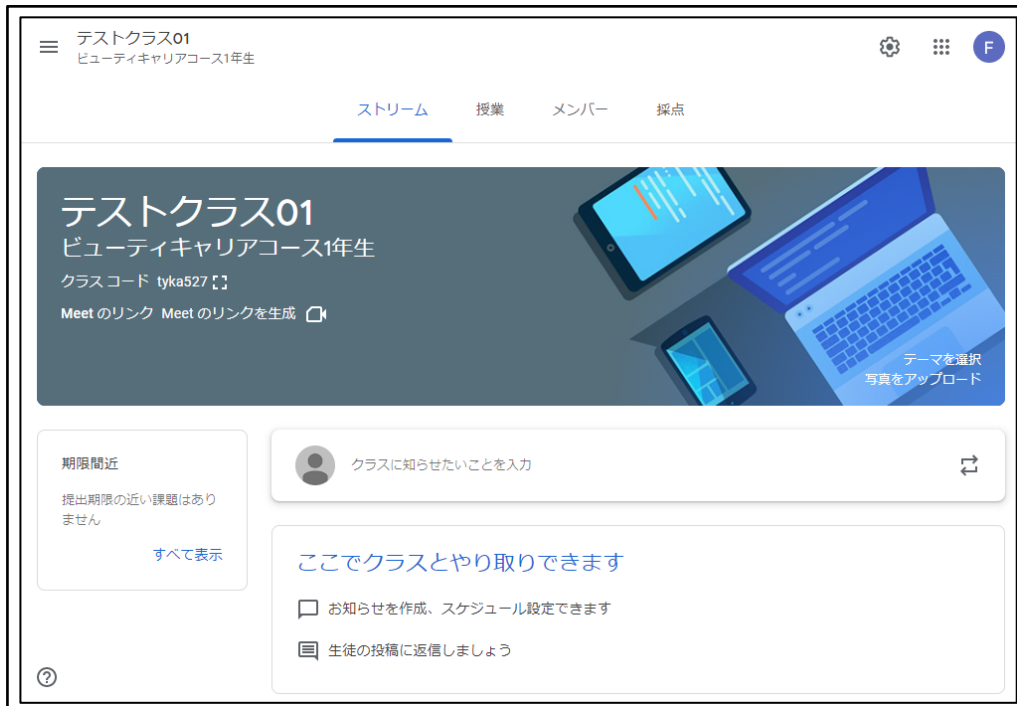 テストクラス01
ビューティキャリアコース1年生
F
ストリーム 授業 メンバー 採点
テストクラス01
ビューティキャリアコース1年生
クラス コード tyka527
Meet のリンク Meet のリンクを生成
テーマを選択
写真をアップロード
期限間近
提出期限の近い課題はあり
ません
すべて表示
クラスに知らせたいことを入力
ここでクラスとやり取りできます
お知らせを作成、スケジュール設定できます
生徒の投稿に返信しましょう